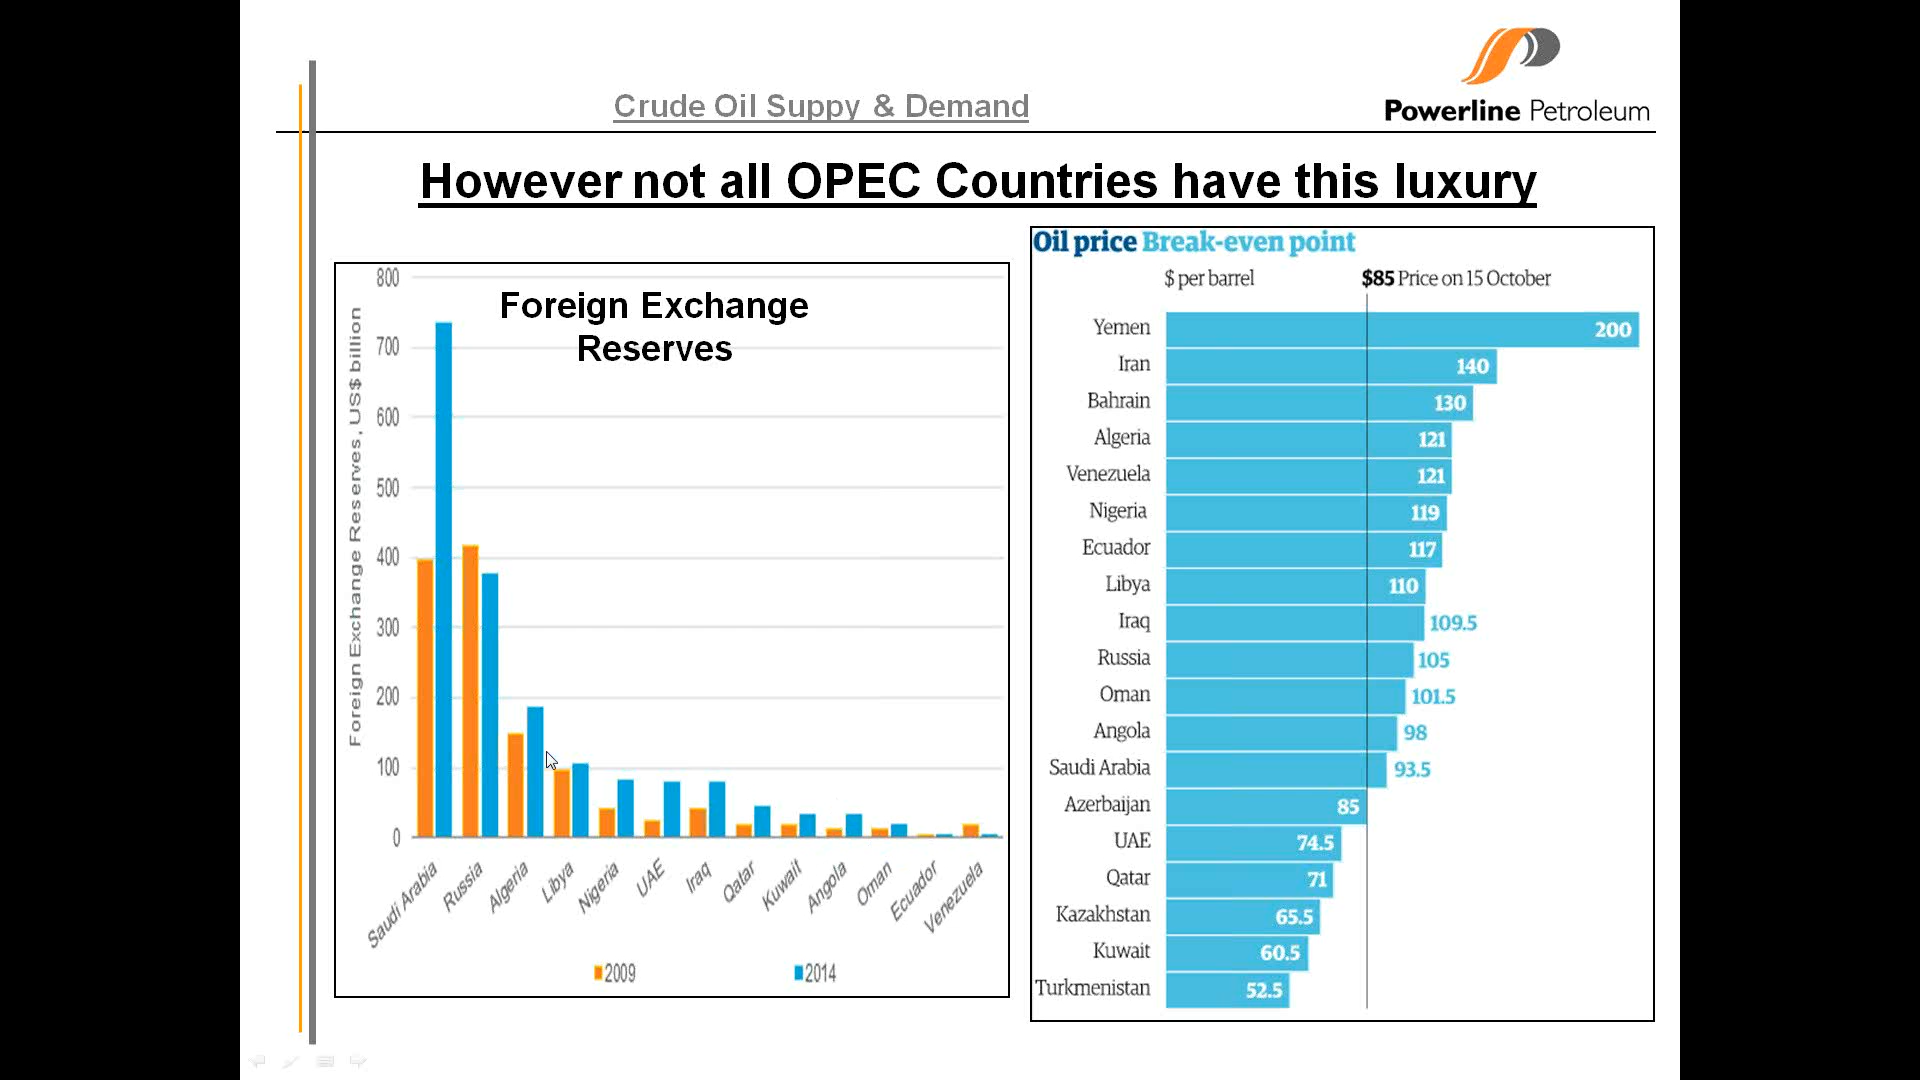 Powerline Petroleum
Crude Oil Suppy & Demand
However not all OPEC Countries have this luxury
Foreign Exchange
Reserves
Foreign Exchange Reserves, US$ billion
800
700
600
500
400
300
200
100
0
Saudi Arabia
Russia
Algeria
Libya
Nigeria
UAE
Iraq
Qatar
Kuwait
Angola
Oman
Ecuador
Venezuela
2009
2014
Oil price Break-even point
$ per barrel
$85 Price on 15 October
Yemen 200
Iran 140
Bahrain 130
Algeria 121
Venezuela 121
Nigeria 119
Ecuador 117
Libya 110
Iraq 109.5
Russia 105
Oman 101.5
Angola 98
Saudi Arabia 93.5
Azerbaijan 85
UAE 74.5
Qatar 71
Kazakhstan 65.5
Kuwait 60.5
Turkmenistan 52.5